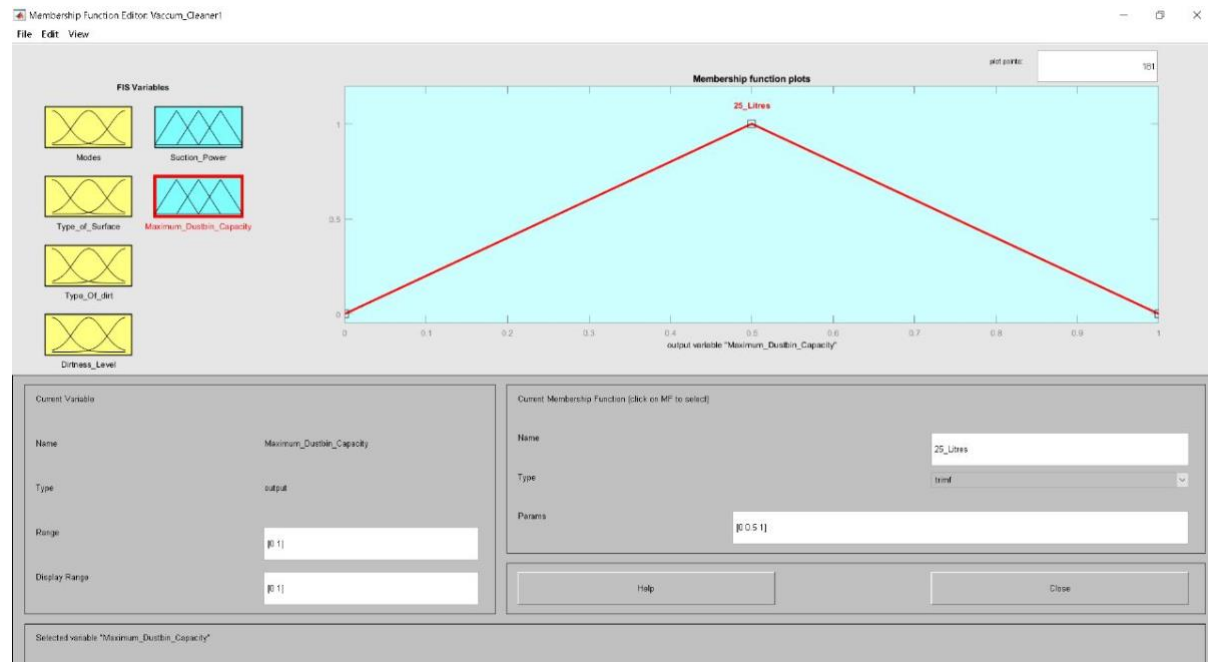 Membership Function Editor: Vaccum_Cleaner1
File Edit View
FIS Variables
Modes
Suction_Power
Type_of_Surface
Maximum_Dustbin_Capacity
Type_Of_dirt
Dirtness_Level
plot points:
181
Membership function plots
25_Litres
1
0.5
0
0 0.1 0.2 0.3 0.4 0.5 0.6 0.7 0.8 0.9 1
output variable "Maximum_Dustbin_Capacity"
Current Variable
Name Maximum_Dustbin_Capacity
Type output
Range [0 1]
Display Range [0 1]
Current Membership Function (click on MF to select)
Name 25_Litres
Type trimf
Params [0 0.5 1]
Help Close
Selected variable "Maximum_Dustbin_Capacity"